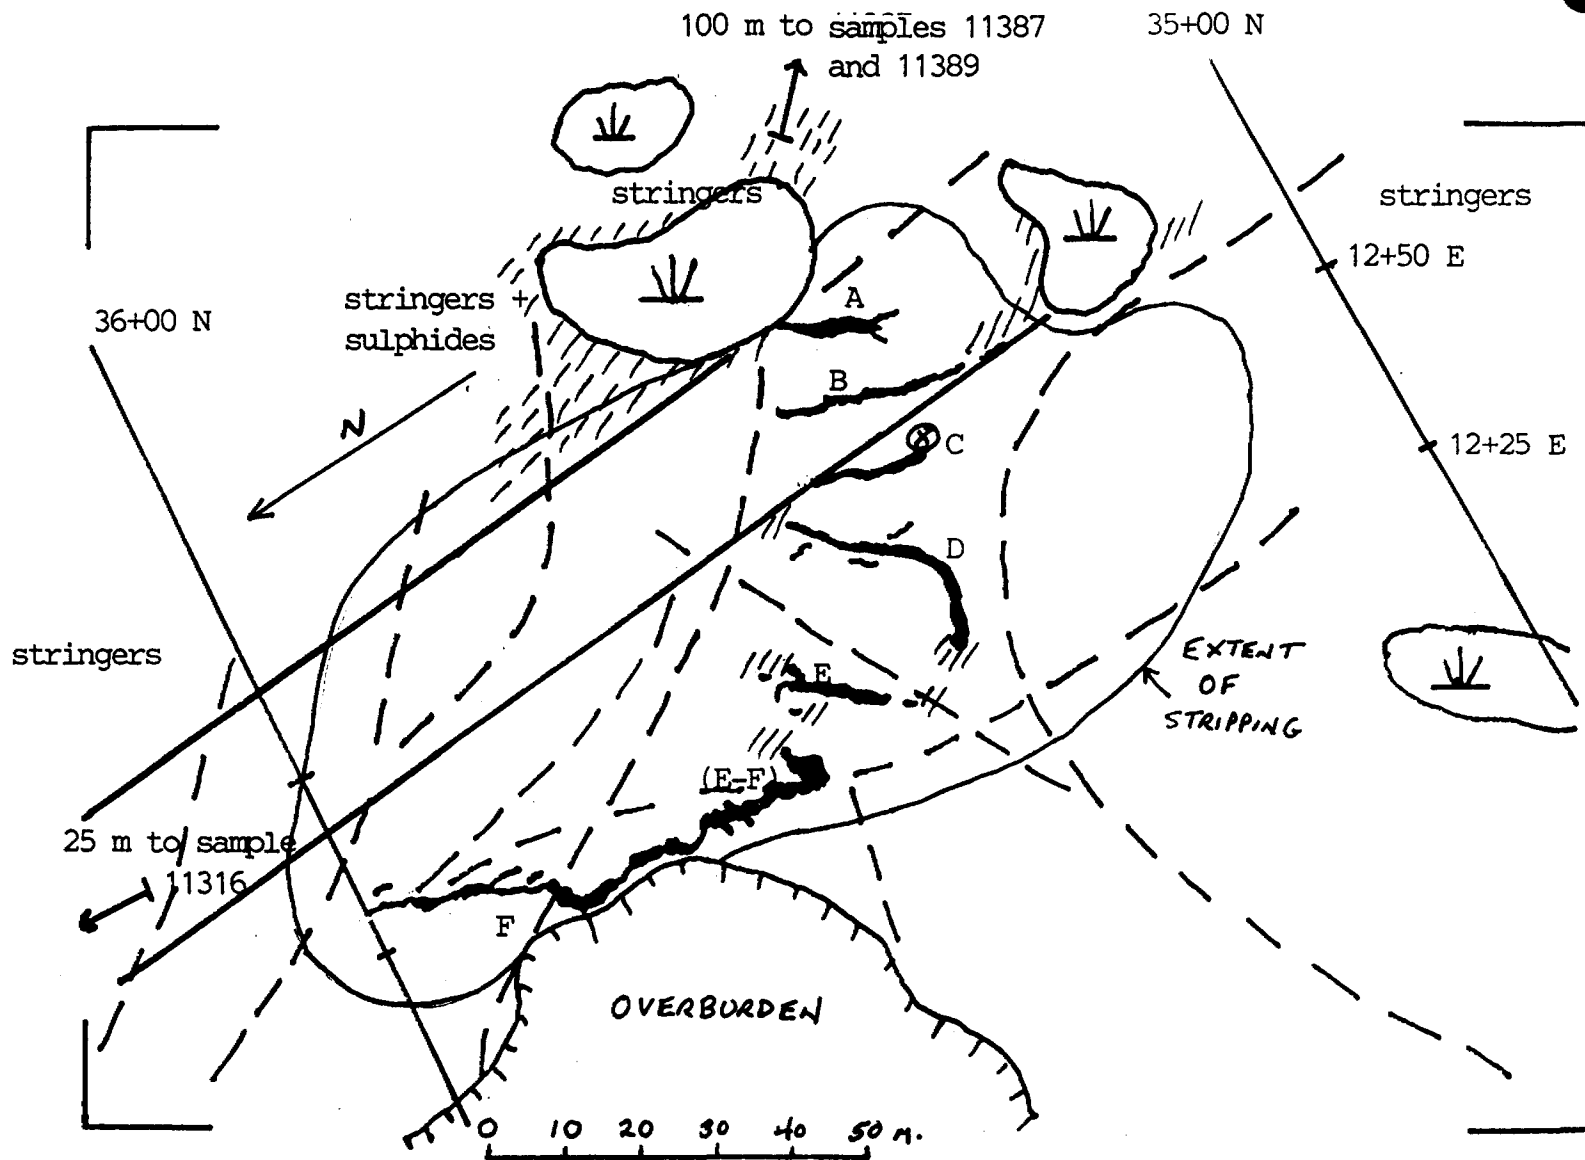 100 m to samples 11387
and 11389
35+00 N
stringers
stringers
12+50 E
stringers +
sulphides
36+00 N
A
N
B
C
12+25 E
D
stringers
E
EXTENT
OF
STRIPPING
(E-F)
25 m to sample
11316
F
OVERBURDEN
0 10 20 30 40 50 m.